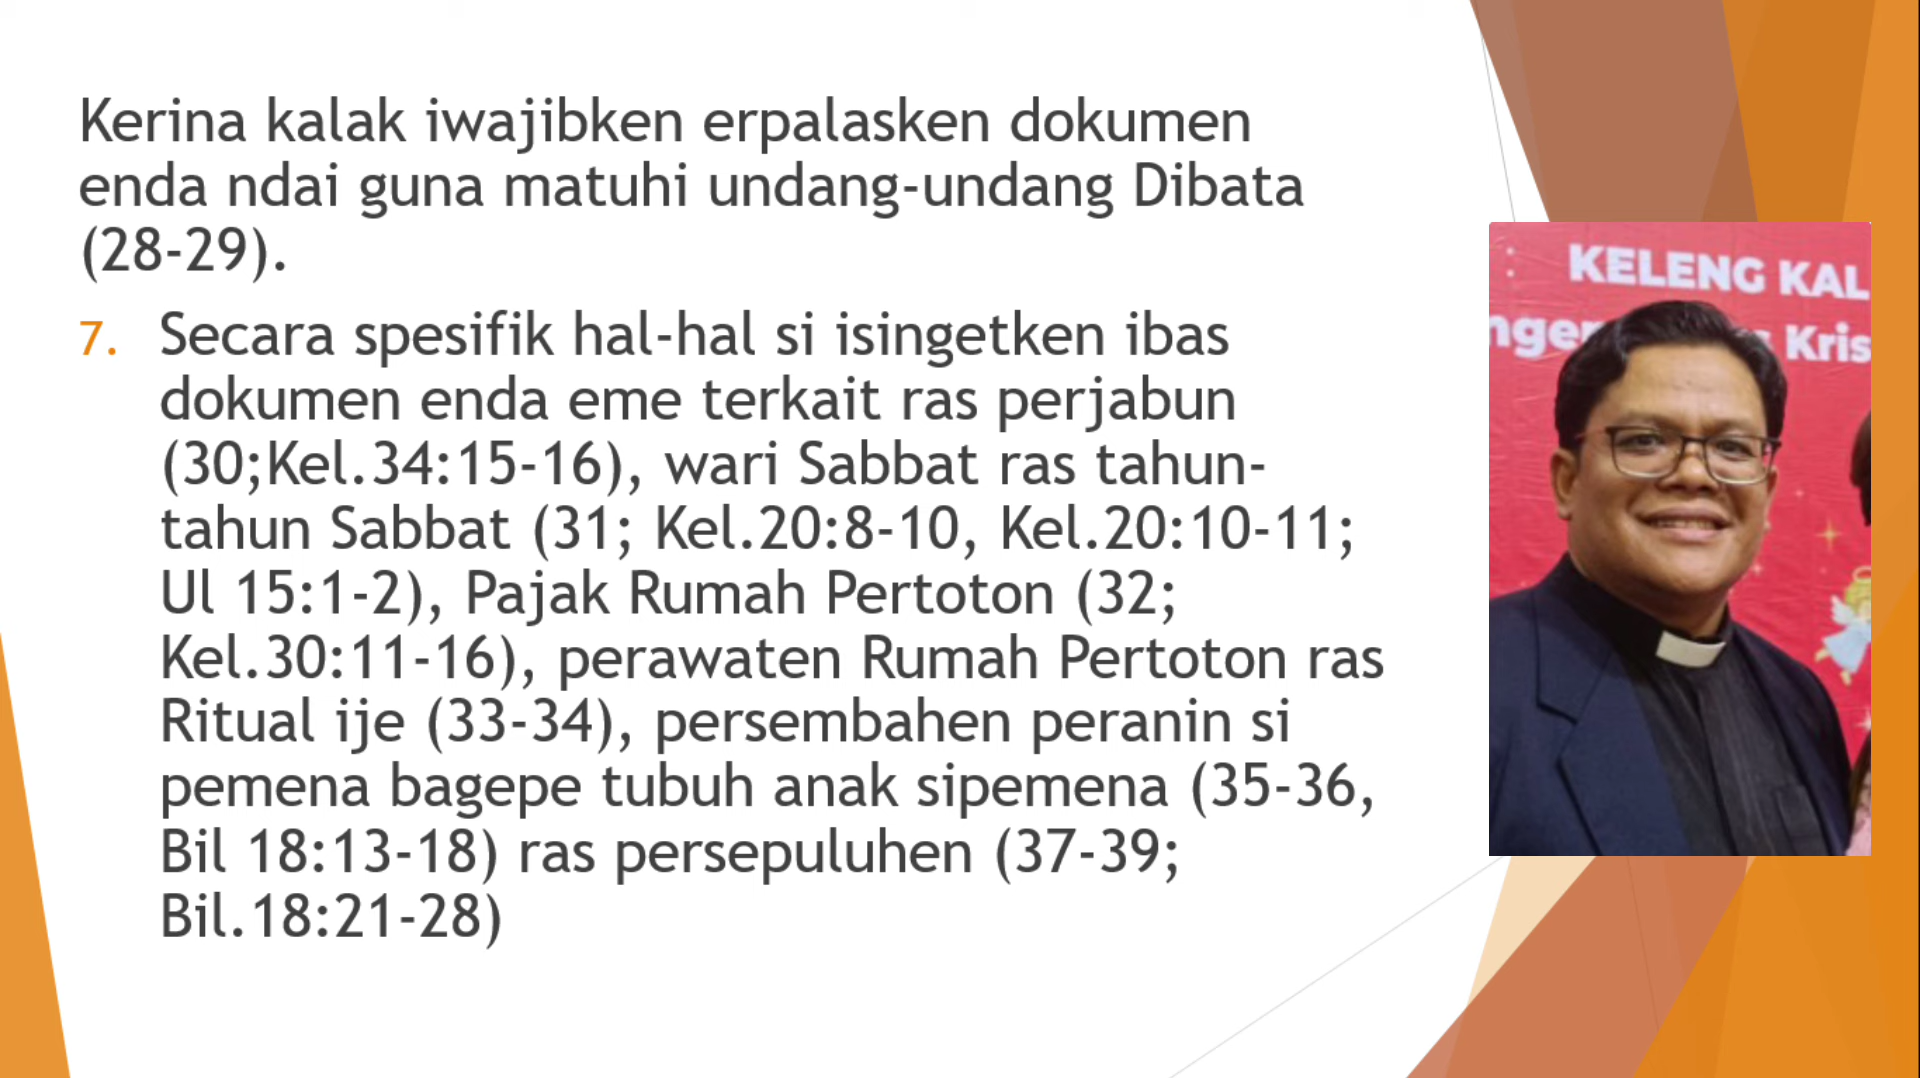 Kerina kalak iwajibken erpalasken dokumen
enda ndai guna matuhi undang-undang Dibata
(28-29).
7. Secara spesifik hal-hal si isingetken ibas
dokumen enda eme terkait ras perjabun
(30;Kel.34:15-16), wari Sabbat ras tahun-
tahun Sabbat (31; Kel.20:8-10, Kel.20:10-11;
Ul 15:1-2), Pajak Rumah Pertoton (32;
Kel.30:11-16), perawaten Rumah Pertoton ras
Ritual ije (33-34), persembahen peranin si
pemena bagepe tubuh anak sipemena (35-36,
Bil 18:13-18) ras persepuluhen (37-39;
Bil.18:21-28)
KELENG KAL
Kris